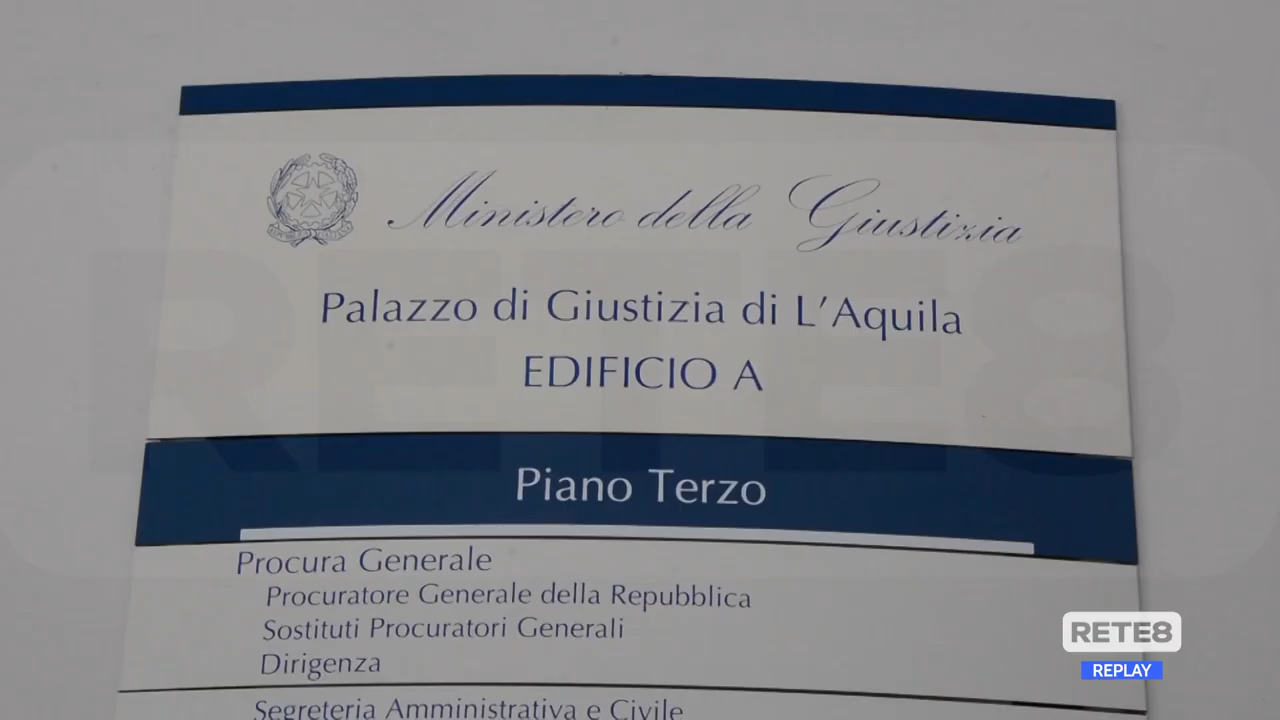 Ministero della Giustizia
Palazzo di Giustizia di L'Aquila
EDIFICIO A
Piano Terzo
Procura Generale
Procuratore Generale della Repubblica
Sostituti Procuratori Generali
Dirigenza
Segreteria Amministrativa e Civile
RETE8
REPLAY